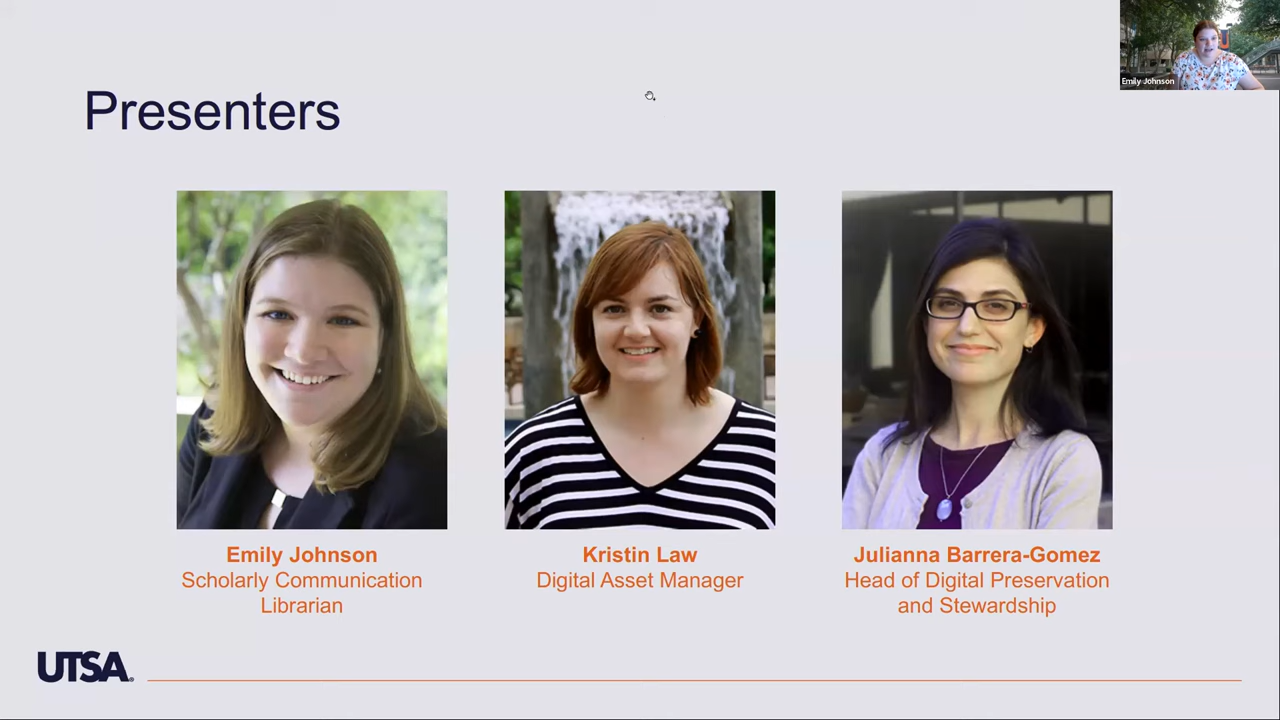 Emily Johnson
Presenters
Emily Johnson
Scholarly Communication
Librarian
Kristin Law
Digital Asset Manager
Julianna Barrera-Gomez
Head of Digital Preservation
and Stewardship
UTSA®